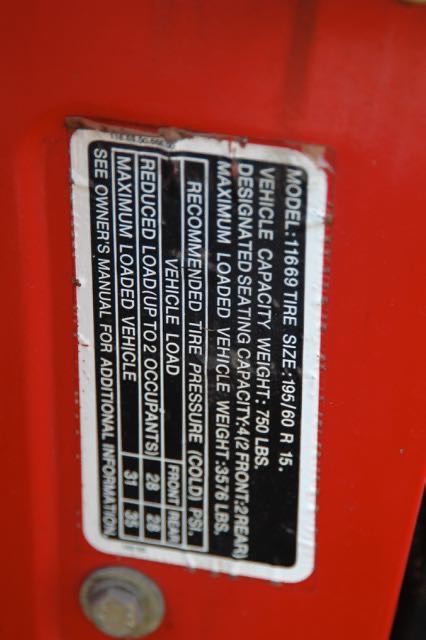 MODEL: 11669 TIRE SIZE: 195/60 R 15.
VEHICLE CAPACITY WEIGHT: 750 LBS.
DESIGNATED SEATING CAPACITY:4(2 FRONT:2 REAR)
MAXIMUM LOADED VEHICLE WEIGHT:3576 LBS.
RECOMMENDED TIRE PRESSURE (COLD) PSI.
VEHICLE LOAD FRONT REAR
REDUCED LOAD(UP TO 2 OCCUPANTS) 28 28
MAXIMUM LOADED VEHICLE 31 35
SEE OWNER'S MANUAL FOR ADDITIONAL INFORMATION